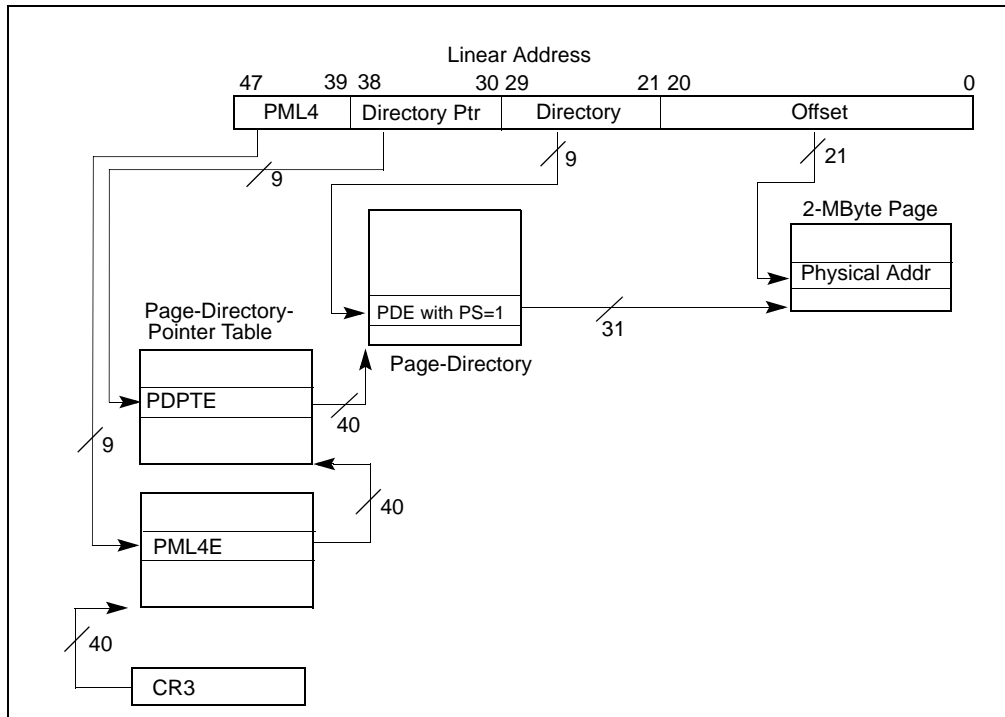 Linear Address
47 39 38 30 29 21 20 0
PML4 Directory Ptr Directory Offset
9 9 21
2-MByte Page
Physical Addr
PDE with PS=1
31
Page-Directory-
Pointer Table
Page-Directory
PDPTE
40
9
40
PML4E
40
CR3